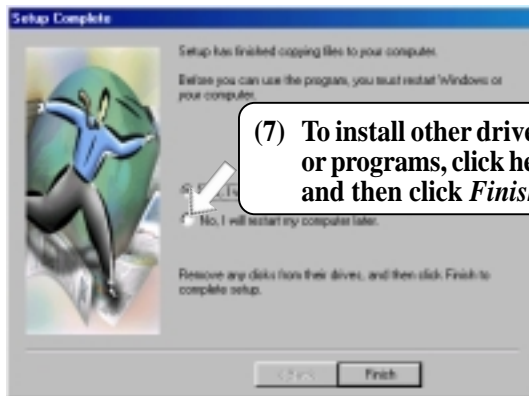 Setup Complete
Setup has finished copying files to your computer.
Before you can use the program, you must restart Windows or
your computer.
(7) To install other drive
or programs, click he
and then click Finish
No, I will restart my computer later.
Remove any disks from their drives, and then click Finish to
complete setup.
< Back
Finish